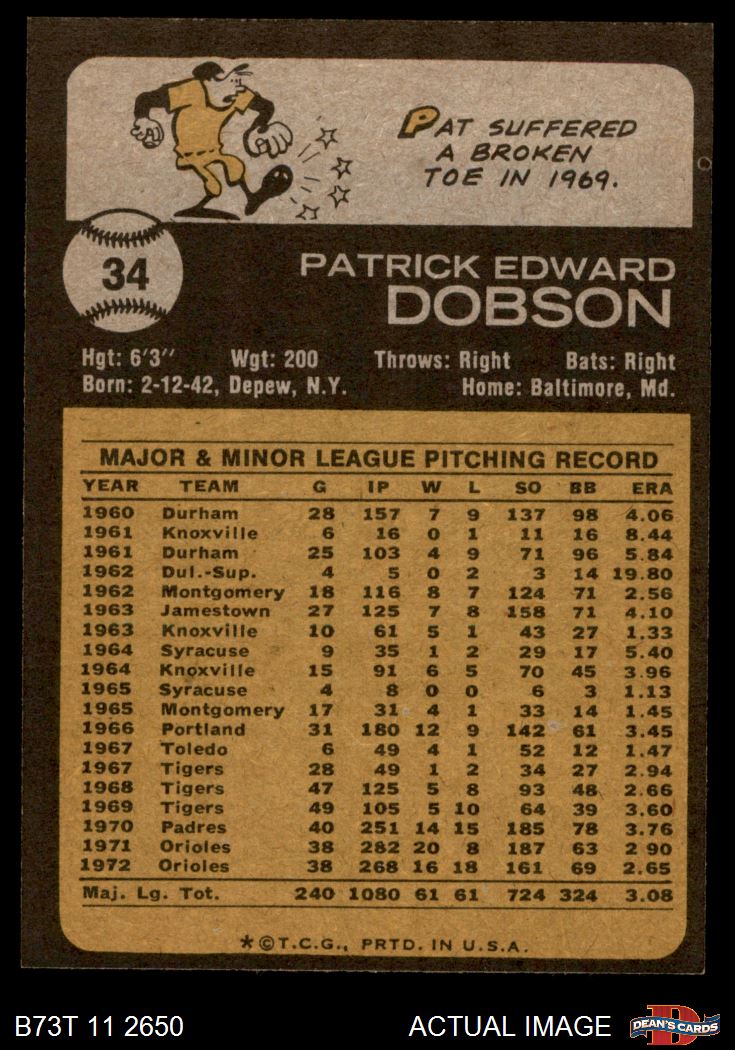 PAT SUFFERED
A BROKEN
TOE IN 1969.
34
PATRICK EDWARD
DOBSON
Hgt: 6'3" Wgt: 200 Throws: Right Bats: Right
Born: 2-12-42, Depew, N.Y. Home: Baltimore, Md.
MAJOR & MINOR LEAGUE PITCHING RECORD
YEAR TEAM G IP W L SO BB ERA
1960 Durham 28 157 7 9 137 98 4.06
1961 Knoxville 6 16 0 1 11 16 8.44
1961 Durham 25 103 4 9 71 96 5.84
1962 Dul.-Sup. 4 5 0 2 3 14 19.80
1962 Montgomery 18 116 8 7 124 71 2.56
1963 Jamestown 27 125 7 8 158 71 4.10
1963 Knoxville 10 61 5 1 43 27 1.33
1964 Syracuse 9 35 1 2 29 17 5.40
1964 Knoxville 15 91 6 5 70 45 3.96
1965 Syracuse 4 8 0 0 6 3 1.13
1965 Montgomery 17 31 4 1 33 14 1.45
1966 Portland 31 180 12 9 142 61 3.45
1967 Toledo 6 49 4 1 52 12 1.47
1967 Tigers 28 49 1 2 34 27 2.94
1968 Tigers 47 125 5 8 93 48 2.66
1969 Tigers 49 105 5 10 64 39 3.60
1970 Padres 40 251 14 15 185 78 3.76
1971 Orioles 38 282 20 8 187 63 2 90
1972 Orioles 38 268 16 18 161 69 2.65
Maj. Lg. Tot. 240 1080 61 61 724 324 3.08
*©T.C.G., PRTD. IN U.S.A.
B73T 11 2650 ACTUAL IMAGE D DEAN'S CARDS